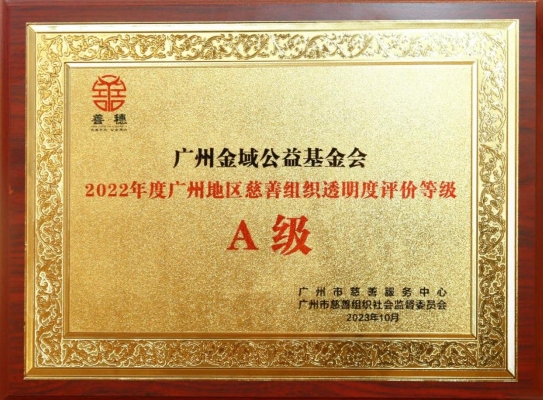 善 穗
广州金域公益基金会
2022年度广州地区慈善组织透明度评价等级
A 级
广州市慈善服务中心
广州市慈善组织社会监督委员会
2023年10月